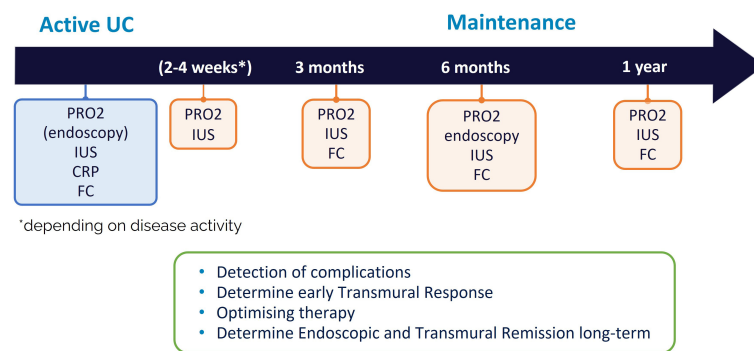 Active UC
Maintenance
(2-4 weeks*)
3 months
6 months
1 year
PRO2
(endoscopy)
IUS
CRP
FC
PRO2
IUS
PRO2
IUS
FC
PRO2
endoscopy
IUS
FC
PRO2
IUS
FC
*depending on disease activity
• Detection of complications
• Determine early Transmural Response
• Optimising therapy
• Determine Endoscopic and Transmural Remission long-term